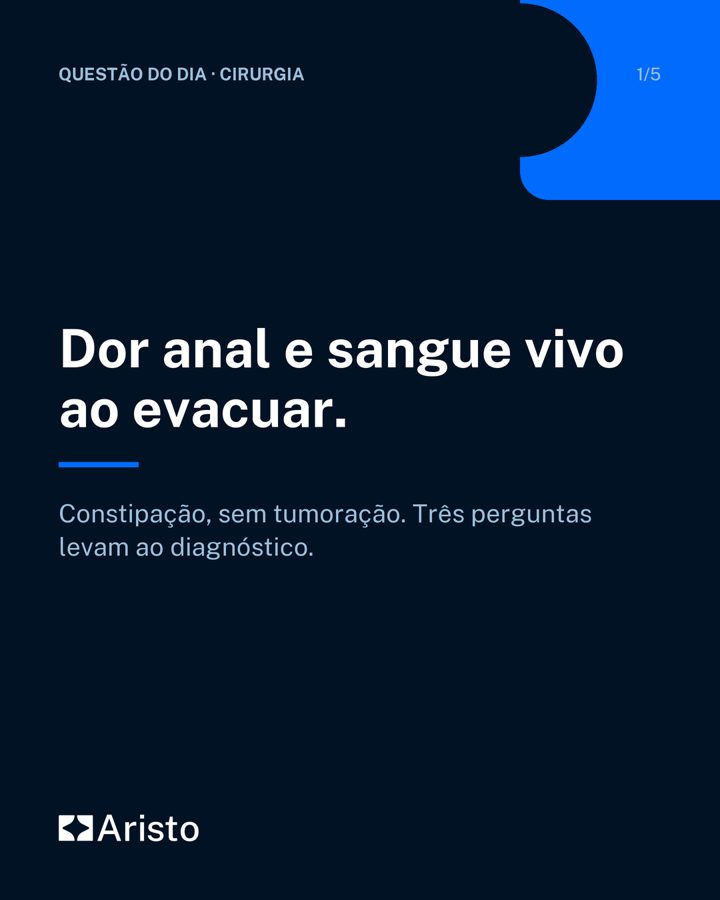 QUESTÃO DO DIA · CIRURGIA
1/5
Dor anal e sangue vivo
ao evacuar.
Constipação, sem tumoração. Três perguntas
levam ao diagnóstico.
Aristo